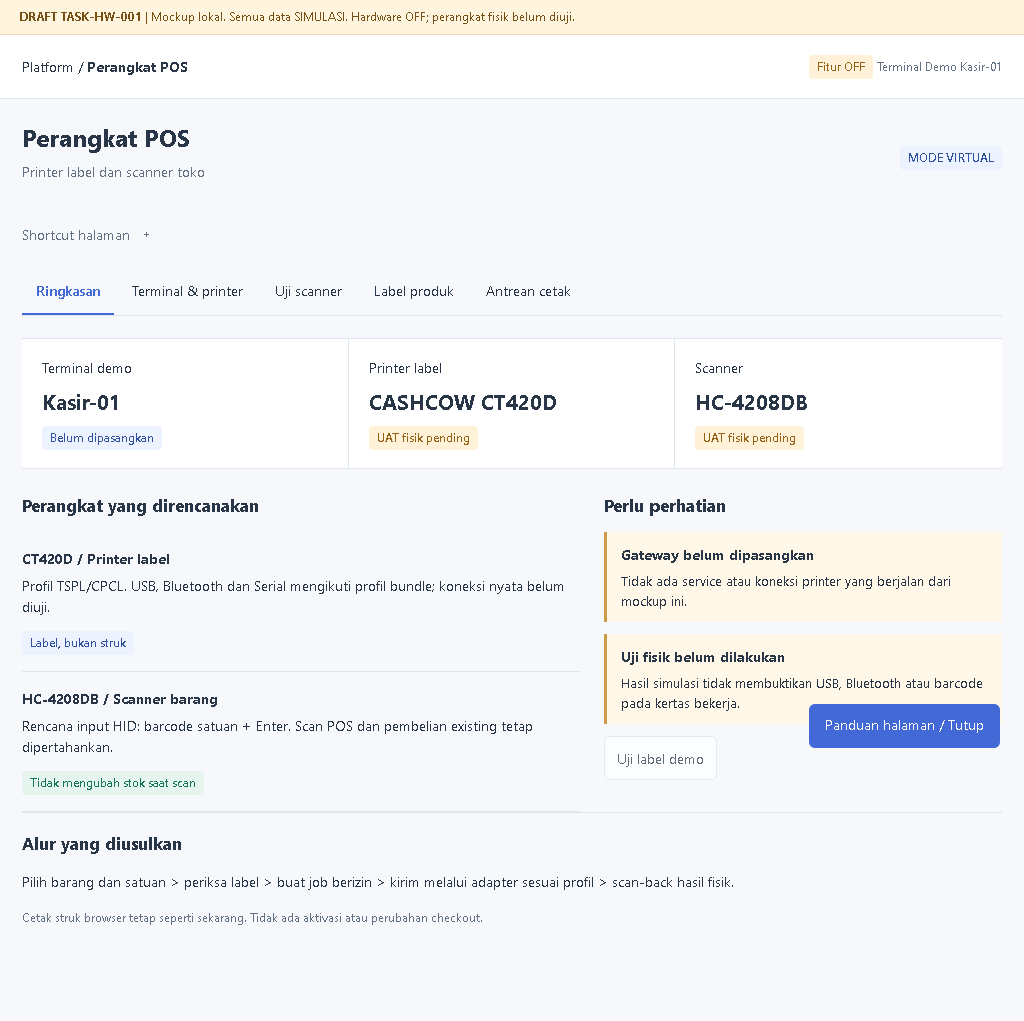 DRAFT TASK-HW-001 | Mockup lokal. Semua data SIMULASI. Hardware OFF; perangkat fisik belum diuji.
Platform / Perangkat POS
Fitur OFF Terminal Demo Kasir-01
Perangkat POS
Printer label dan scanner toko
MODE VIRTUAL
Shortcut halaman +
Ringkasan Terminal & printer Uji scanner Label produk Antrean cetak
Terminal demo
Kasir-01
Belum dipasangkan
Printer label
CASHCOW CT420D
UAT fisik pending
Scanner
HC-4208DB
UAT fisik pending
Perangkat yang direncanakan
CT420D / Printer label
Profil TSPL/CPCL. USB, Bluetooth dan Serial mengikuti profil bundle; koneksi nyata belum
diuji.
Label, bukan struk
HC-4208DB / Scanner barang
Rencana input HID: barcode satuan + Enter. Scan POS dan pembelian existing tetap
dipertahankan.
Tidak mengubah stok saat scan
Perlu perhatian
Gateway belum dipasangkan
Tidak ada service atau koneksi printer yang berjalan dari
mockup ini.
Uji fisik belum dilakukan
Hasil simulasi tidak membuktikan USB, Bluetooth atau barcode
pada kertas bekerja.
Panduan halaman / Tutup
Uji label demo
Alur yang diusulkan
Pilih barang dan satuan > periksa label > buat job berizin > kirim melalui adapter sesuai profil > scan-back hasil fisik.
Cetak struk browser tetap seperti sekarang. Tidak ada aktivasi atau perubahan checkout.